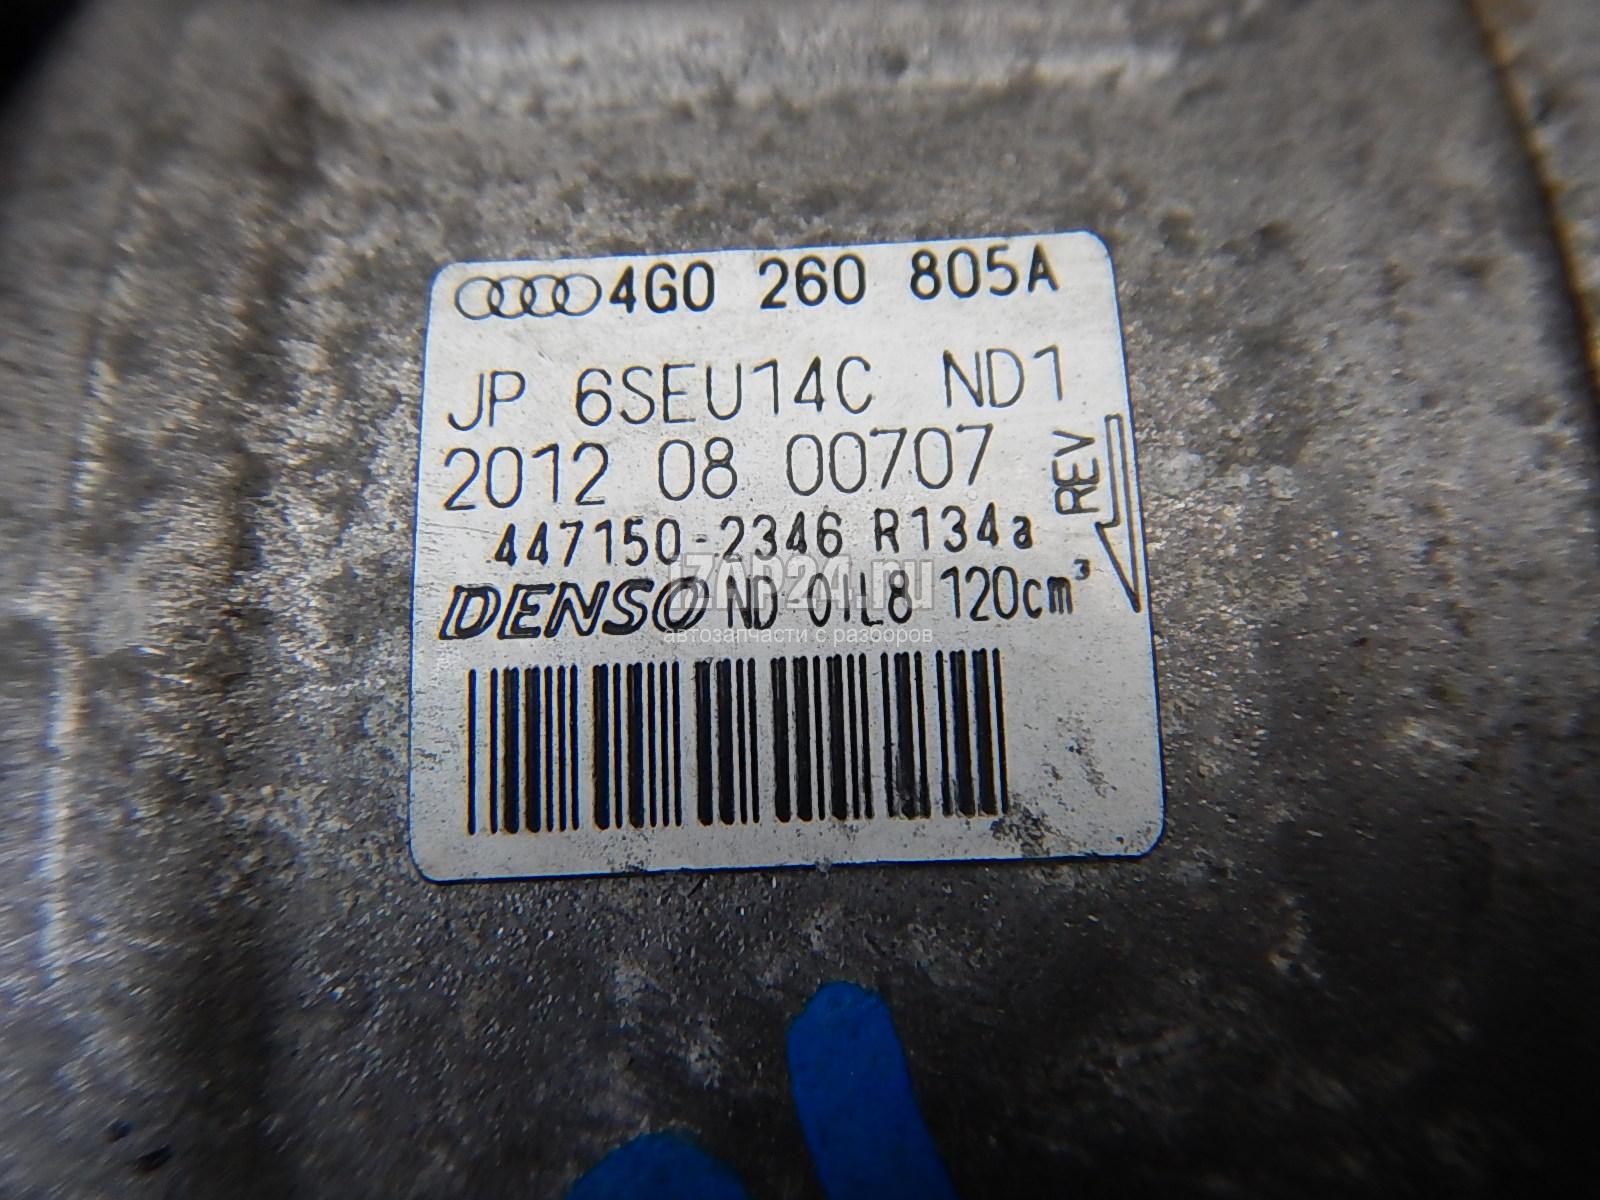 4G0 260 805A
JP 6SEU14C ND1
2012 08 00707
REV
447150-2346 R134a
DENSO ND-OIL8 120cm³
IZAP24.ru
автозапчасти с разборов